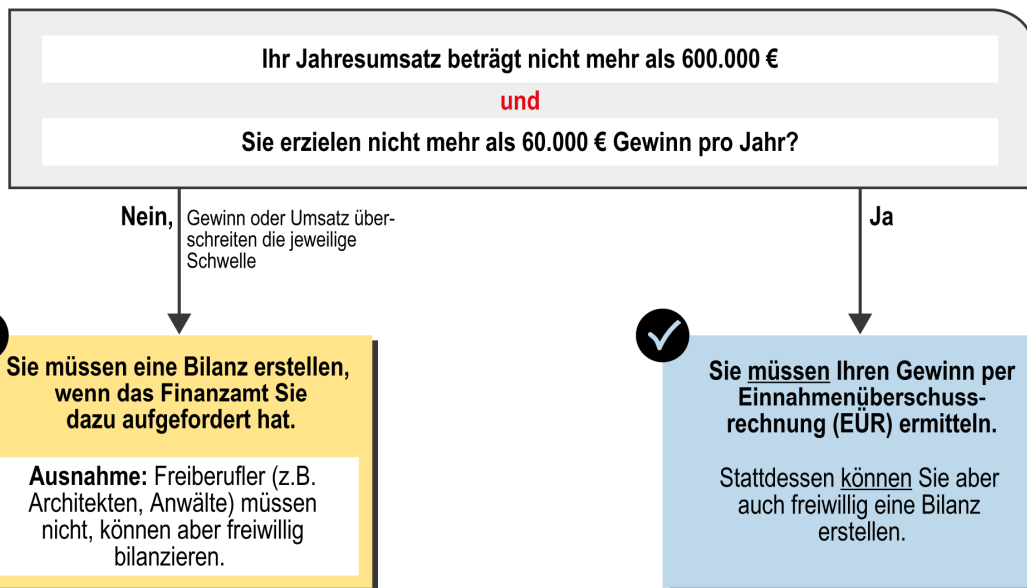 Ihr Jahresumsatz beträgt nicht mehr als 600.000 €
und
Sie erzielen nicht mehr als 60.000 € Gewinn pro Jahr?
Nein,
Gewinn oder Umsatz über-
schreiten die jeweilige
Schwelle
Ja
Sie müssen eine Bilanz erstellen,
wenn das Finanzamt Sie
dazu aufgefordert hat.
Ausnahme: Freiberufler (z.B.
Architekten, Anwälte) müssen
nicht, können aber freiwillig
bilanzieren.
Sie müssen Ihren Gewinn per
Einnahmenüberschuss-
rechnung (EÜR) ermitteln.
Stattdessen können Sie aber
auch freiwillig eine Bilanz
erstellen.